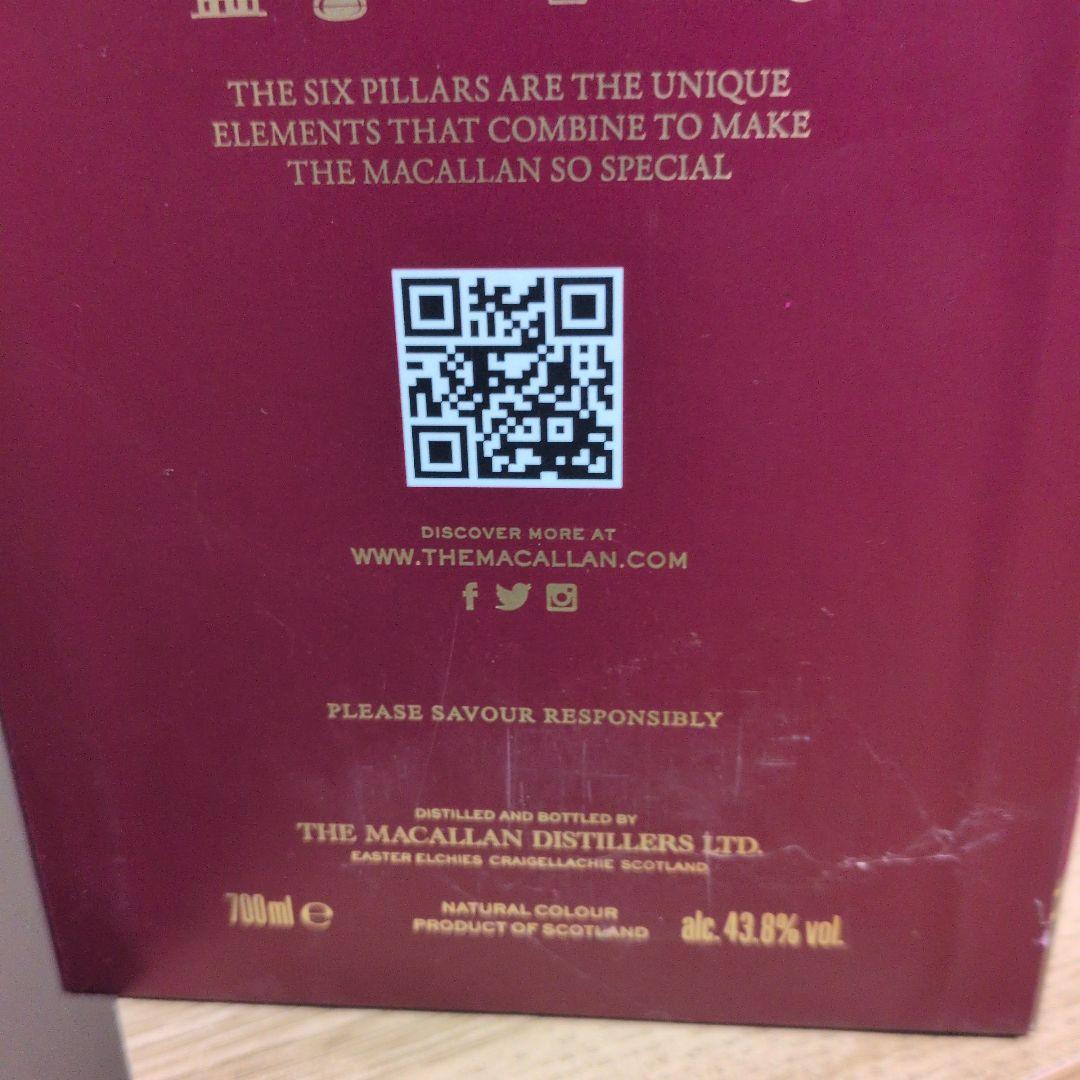 THE SIX PILLARS ARE THE UNIQUE
ELEMENTS THAT COMBINE TO MAKE
THE MACALLAN SO SPECIAL
DISCOVER MORE AT
WWW.THEMACALLAN.COM
PLEASE SAVOUR RESPONSIBLY
DISTILLED AND BOTTLED BY
THE MACALLAN DISTILLERS LTD.
EASTER ELCHIES CRAIGELLACHIE SCOTLAND
700ml ℮
NATURAL COLOUR
PRODUCT OF SCOTLAND
alc. 43.8% vol.